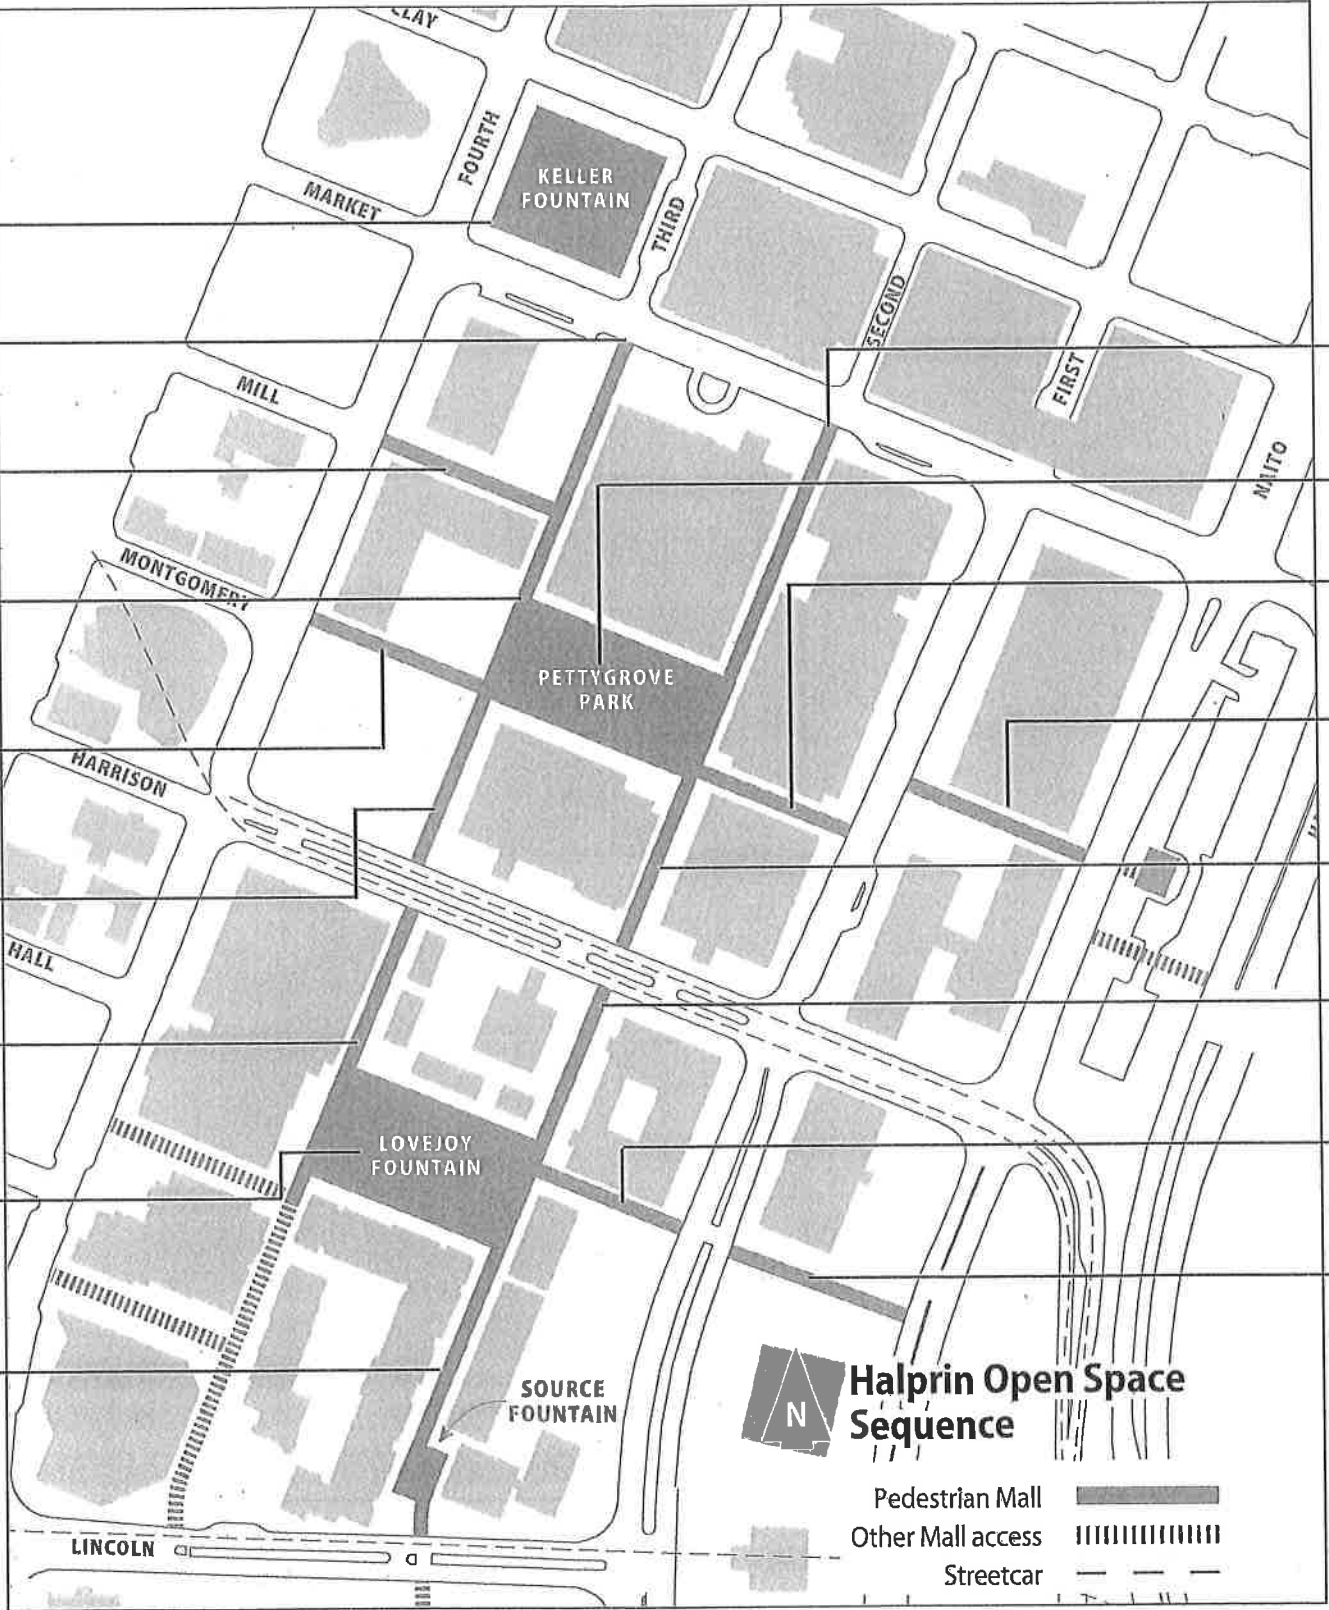 CLAY
FOURTH
KELLER
FOUNTAIN
MARKET
THIRD
SECOND
FIRST
MILL
NAITO
MONTGOMERY
PETTYGROVE
PARK
HARRISON
HALL
LOVEJOY
FOUNTAIN
SOURCE
FOUNTAIN
N
Halprin Open Space
Sequence
Pedestrian Mall
Other Mall access
Streetcar
LINCOLN